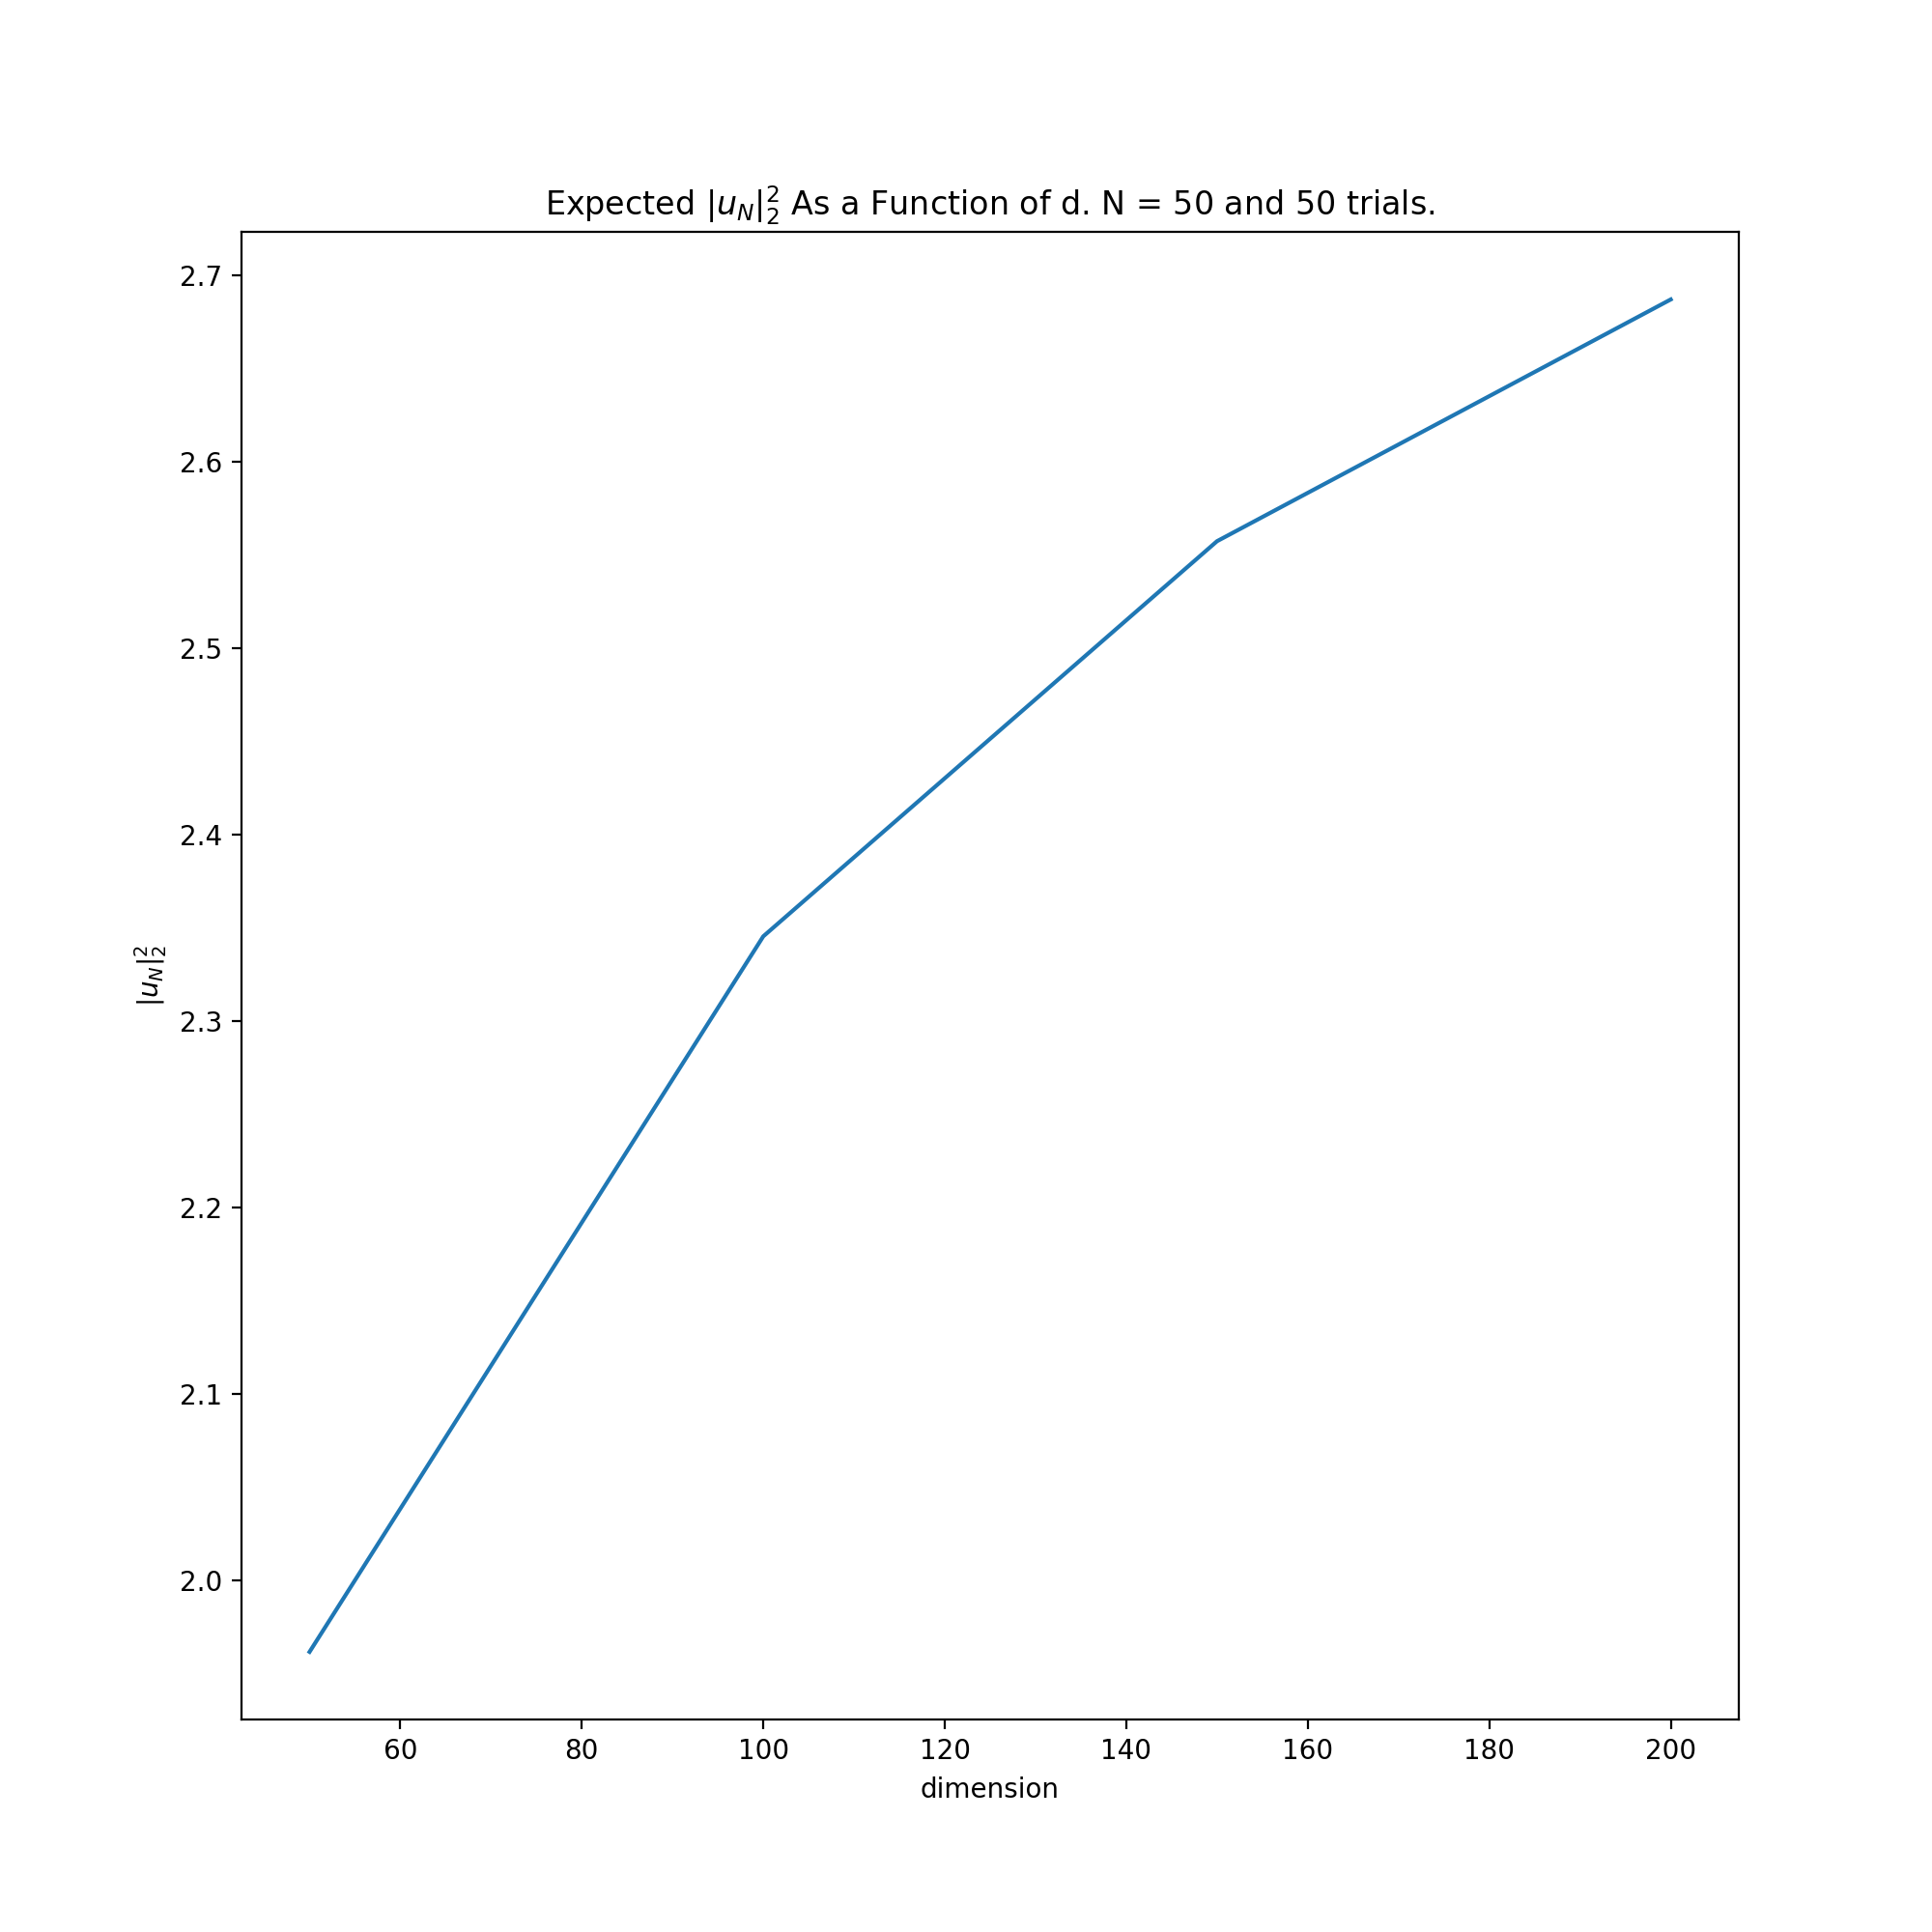 Expected $|u_N|_2^2$ As a Function of d. N = 50 and 50 trials.
2.7
2.6
2.5
2.4
2.3
2.2
2.1
2.0
$|u_N|_2^2$
60 80 100 120 140 160 180 200
dimension